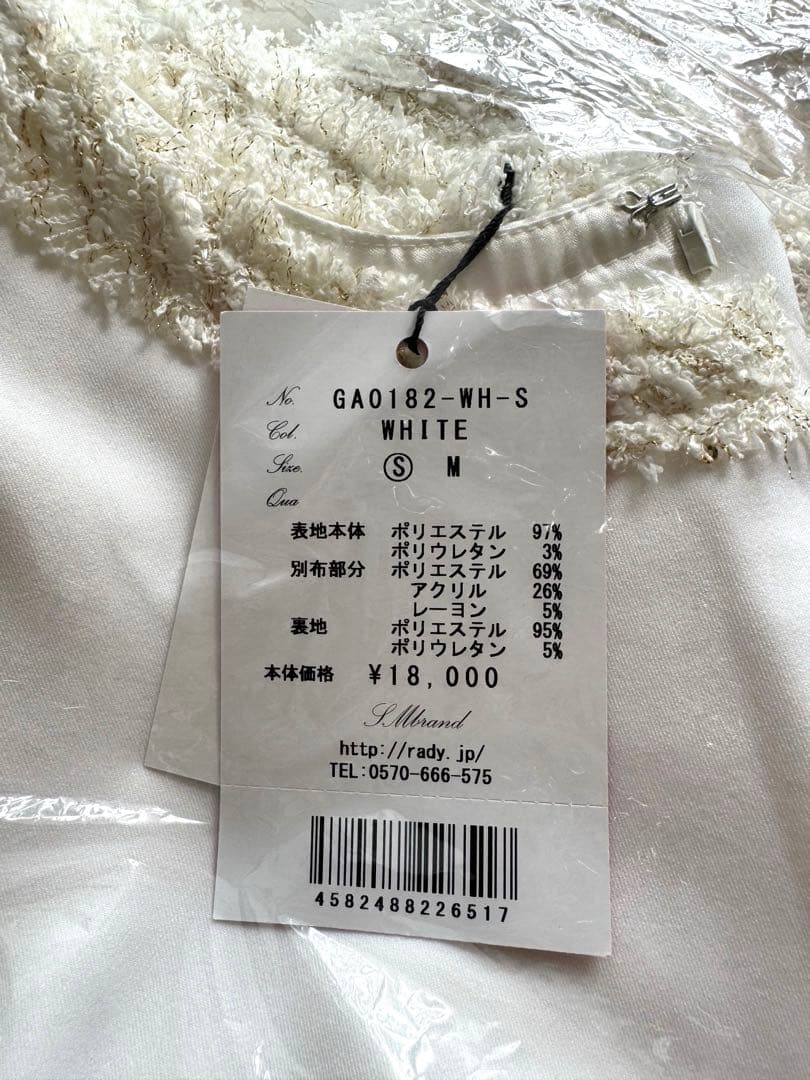 No. GA0182-WH-S
Col. WHITE
Size. Ⓢ M
Qua
表地本体 ポリエステル 97%
ポリウレタン 3%
別布部分 ポリエステル 69%
アクリル 26%
レーヨン 5%
裏地 ポリエステル 95%
ポリウレタン 5%
本体価格 ¥18,000
S.Mbrand
http://rady.jp/
TEL:0570-666-575
4582488226517